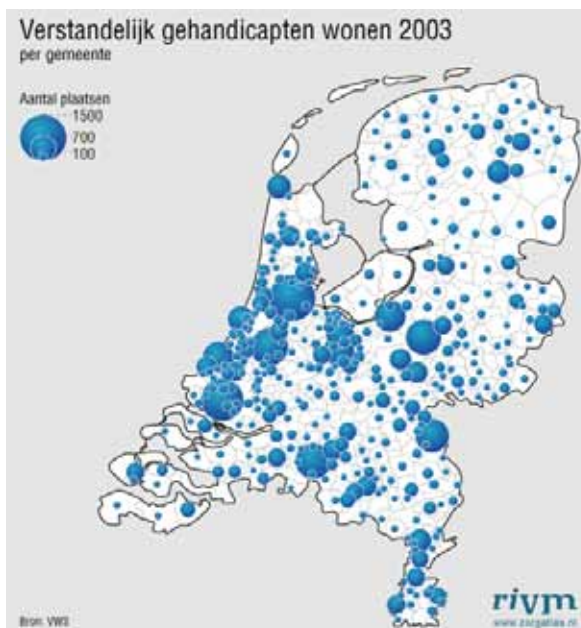 Verstandelijk gehandicapten wonen 2003
per gemeente
Aantal plaatsen
1500
700
100
Bron: VWS
rivm
www.zorgatlas.nl